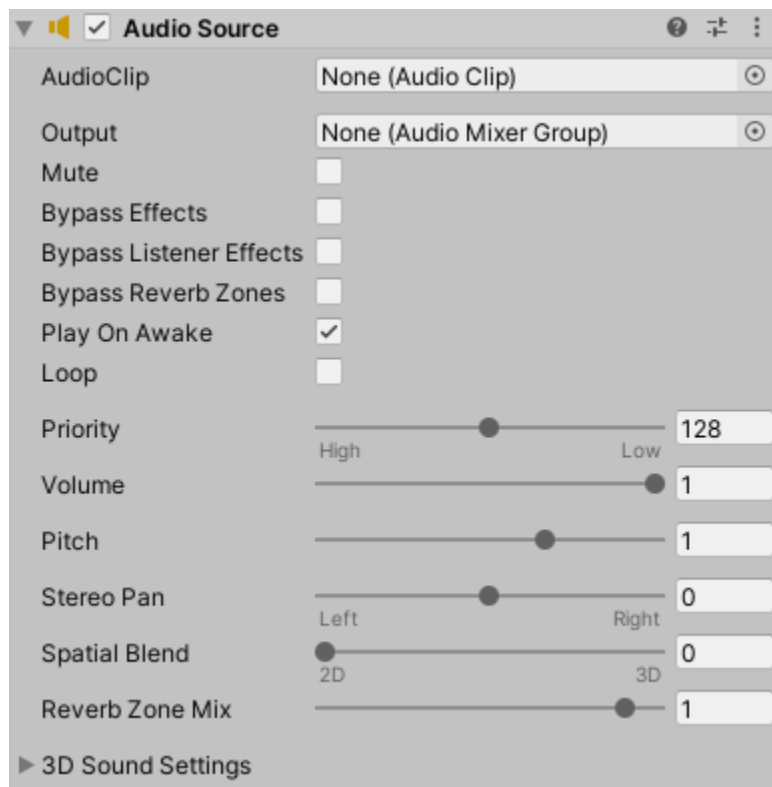 Audio Source
AudioClip None (Audio Clip)
Output None (Audio Mixer Group)
Mute
Bypass Effects
Bypass Listener Effects
Bypass Reverb Zones
Play On Awake
Loop
Priority 128
High Low
Volume 1
Pitch 1
Stereo Pan 0
Left Right
Spatial Blend 0
2D 3D
Reverb Zone Mix 1
3D Sound Settings